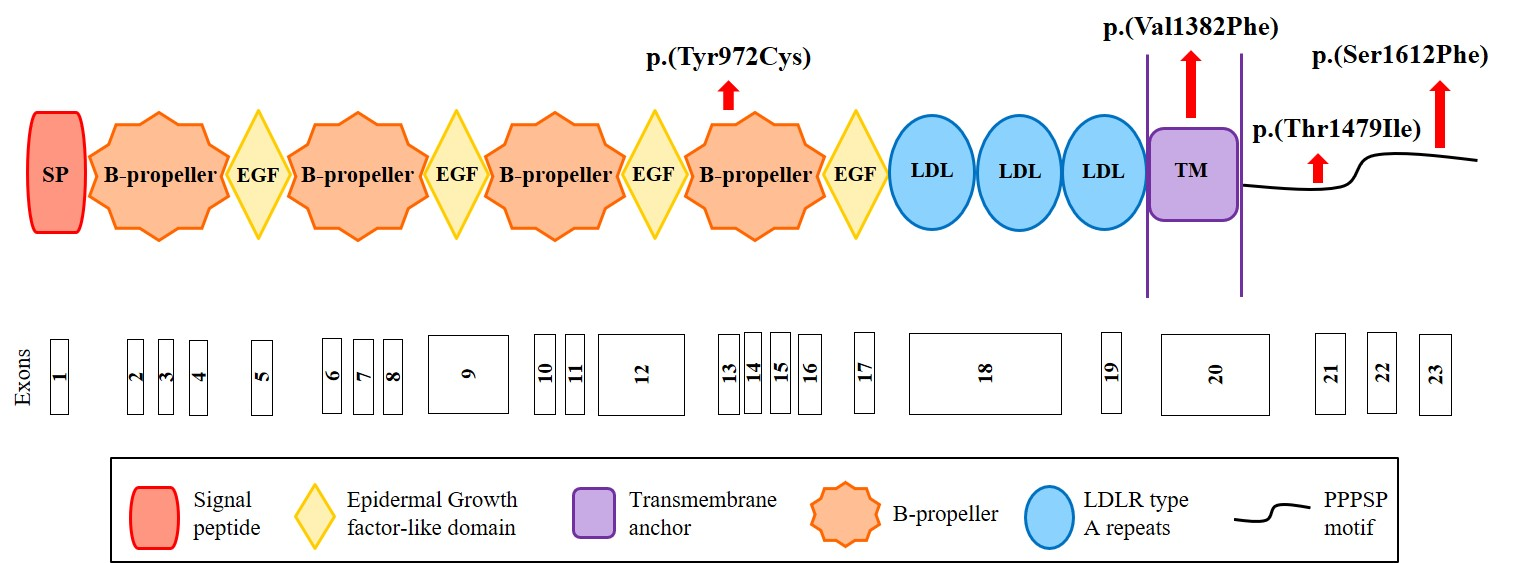 p.(Val1382Phe)
p.(Tyr972Cys)
p.(Ser1612Phe)
p.(Thr1479Ile)
SP B-propeller EGF B-propeller EGF B-propeller EGF B-propeller EGF LDL LDL LDL TM
Exons 1 2 3 4 5 6 7 8 9 10 11 12 13 14 15 16 17 18 19 20 21 22 23
Signal
peptide
Epidermal Growth
factor-like domain
Transmembrane
anchor
B-propeller
LDLR type
A repeats
PPPSP
motif